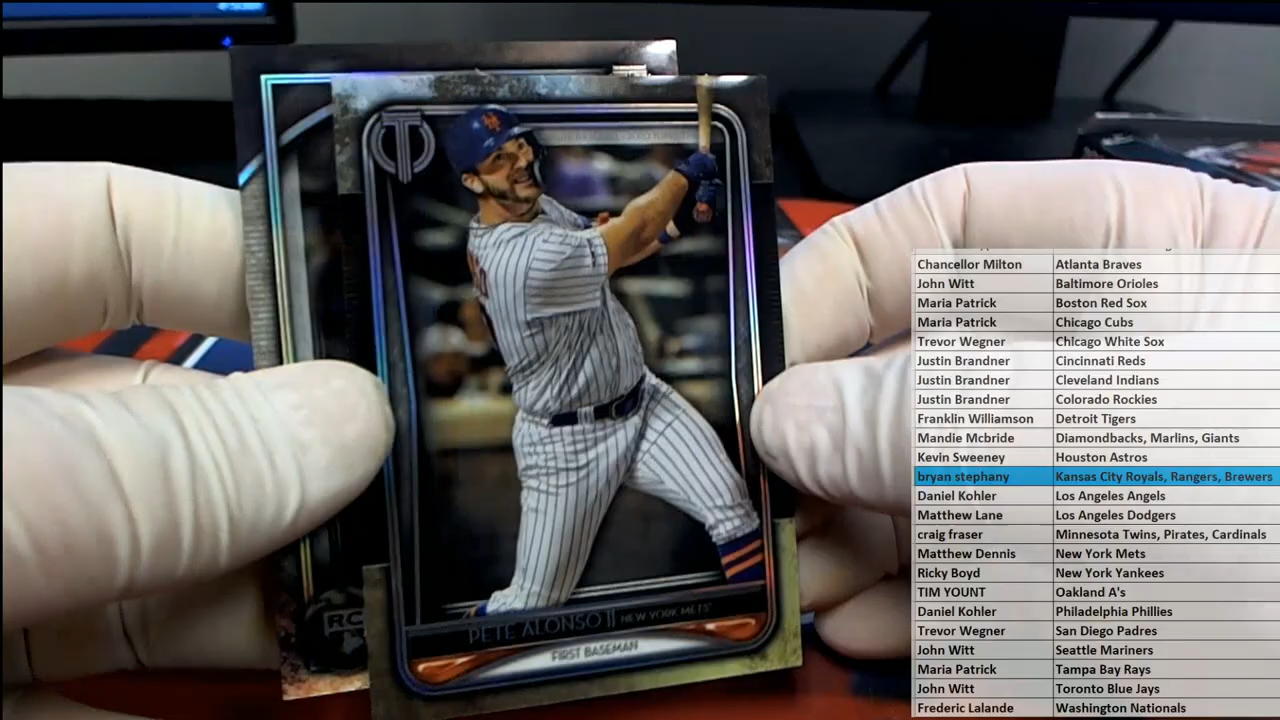 PETE ALONSO || NEW YORK METS
FIRST BASEMAN
RC
Chancellor Milton Atlanta Braves
John Witt Baltimore Orioles
Maria Patrick Boston Red Sox
Maria Patrick Chicago Cubs
Trevor Wegner Chicago White Sox
Justin Brandner Cincinnati Reds
Justin Brandner Cleveland Indians
Justin Brandner Colorado Rockies
Franklin Williamson Detroit Tigers
Mandie Mcbride Diamondbacks, Marlins, Giants
Kevin Sweeney Houston Astros
bryan stephany Kansas City Royals, Rangers, Brewers
Daniel Kohler Los Angeles Angels
Matthew Lane Los Angeles Dodgers
craig fraser Minnesota Twins, Pirates, Cardinals
Matthew Dennis New York Mets
Ricky Boyd New York Yankees
TIM YOUNT Oakland A's
Daniel Kohler Philadelphia Phillies
Trevor Wegner San Diego Padres
John Witt Seattle Mariners
Maria Patrick Tampa Bay Rays
John Witt Toronto Blue Jays
Frederic Lalande Washington Nationals